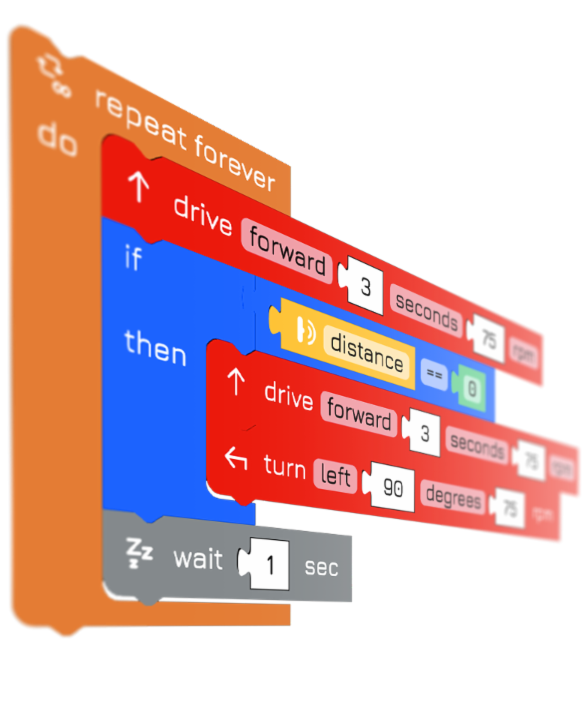 repeat forever
do
drive forward 3 seconds 75 rpm
if distance == 0
then
drive forward 3 seconds 75 rpm
turn left 90 degrees 75 rpm
Zzz wait 1 sec